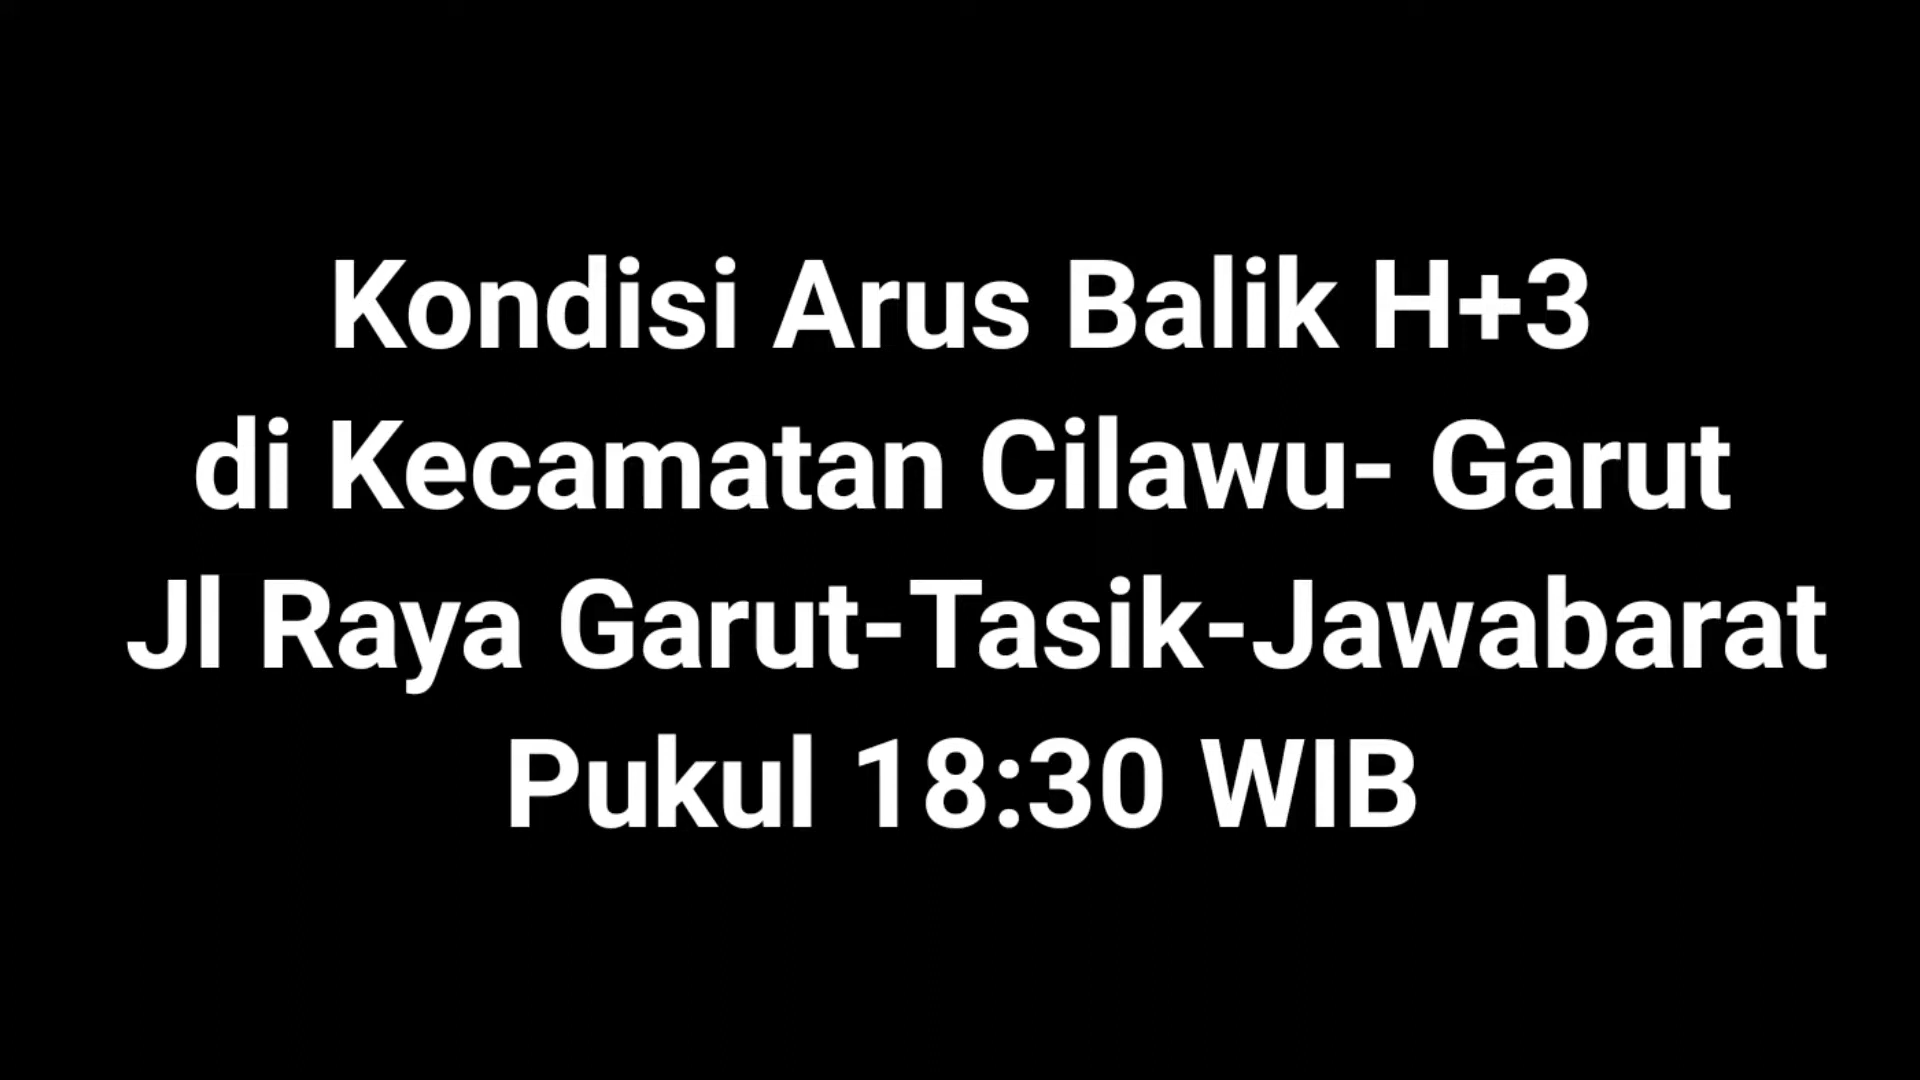 Kondisi Arus Balik H+3
di Kecamatan Cilawu- Garut
Jl Raya Garut-Tasik-Jawabarat
Pukul 18:30 WIB